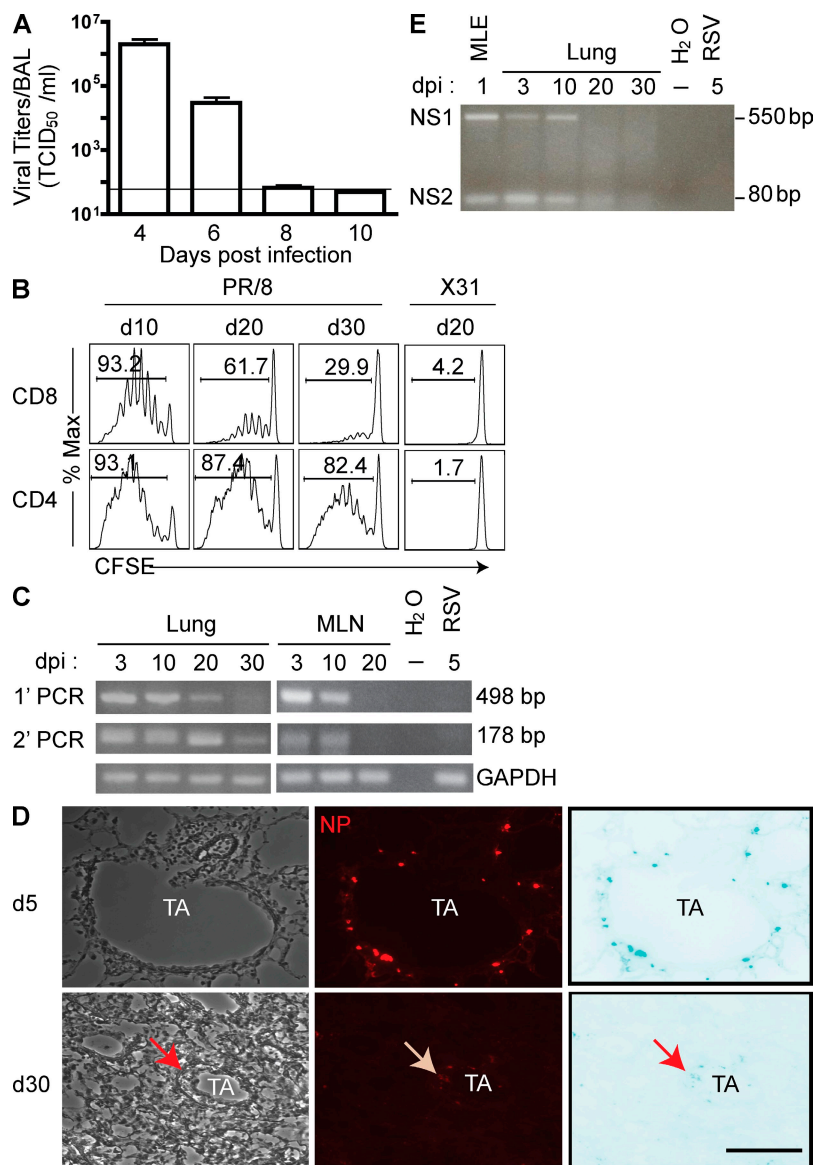 A
Viral Titers/BAL
(TCID50 /ml)
10^7
10^5
10^3
10^1
4 6 8 10
Days post infection
E
MLE
Lung
H2O
RSV
dpi : 1 3 10 20 30 – 5
NS1
550 bp
NS2
80 bp
B
PR/8
X31
d10 d20 d30 d20
CD8
93.2 61.7 29.9 4.2
% Max
CD4
93.1 87.4 82.4 1.7
CFSE
C
Lung
MLN
H2O
RSV
dpi : 3 10 20 30 3 10 20 – 5
1' PCR
498 bp
2' PCR
178 bp
GAPDH
D
NP
d5
TA TA TA
d30
TA TA TA